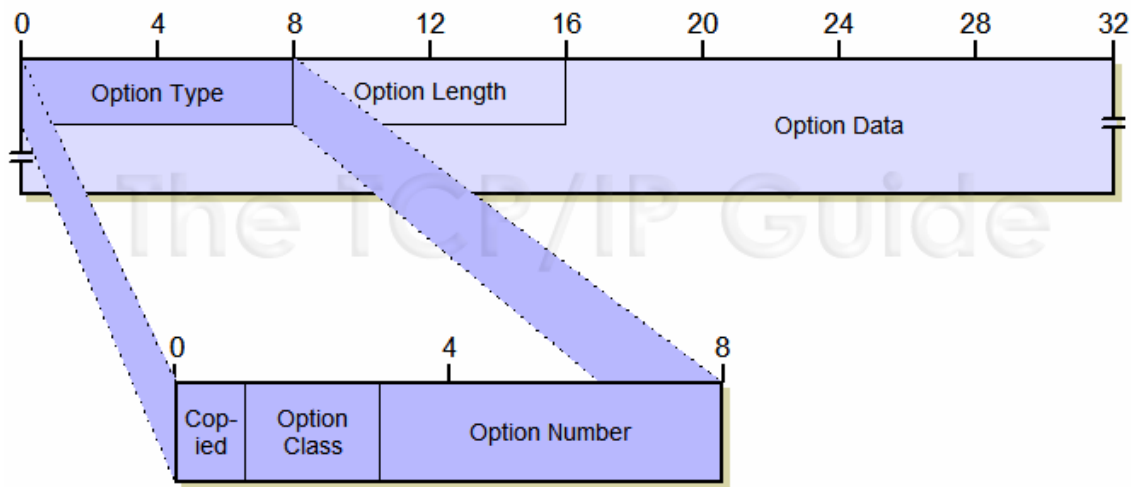 0 4 8 12 16 20 24 28 32
Option Type Option Length
Option Data
The TCP/IP Guide
0 4 8
Cop-
ied
Option
Class
Option Number